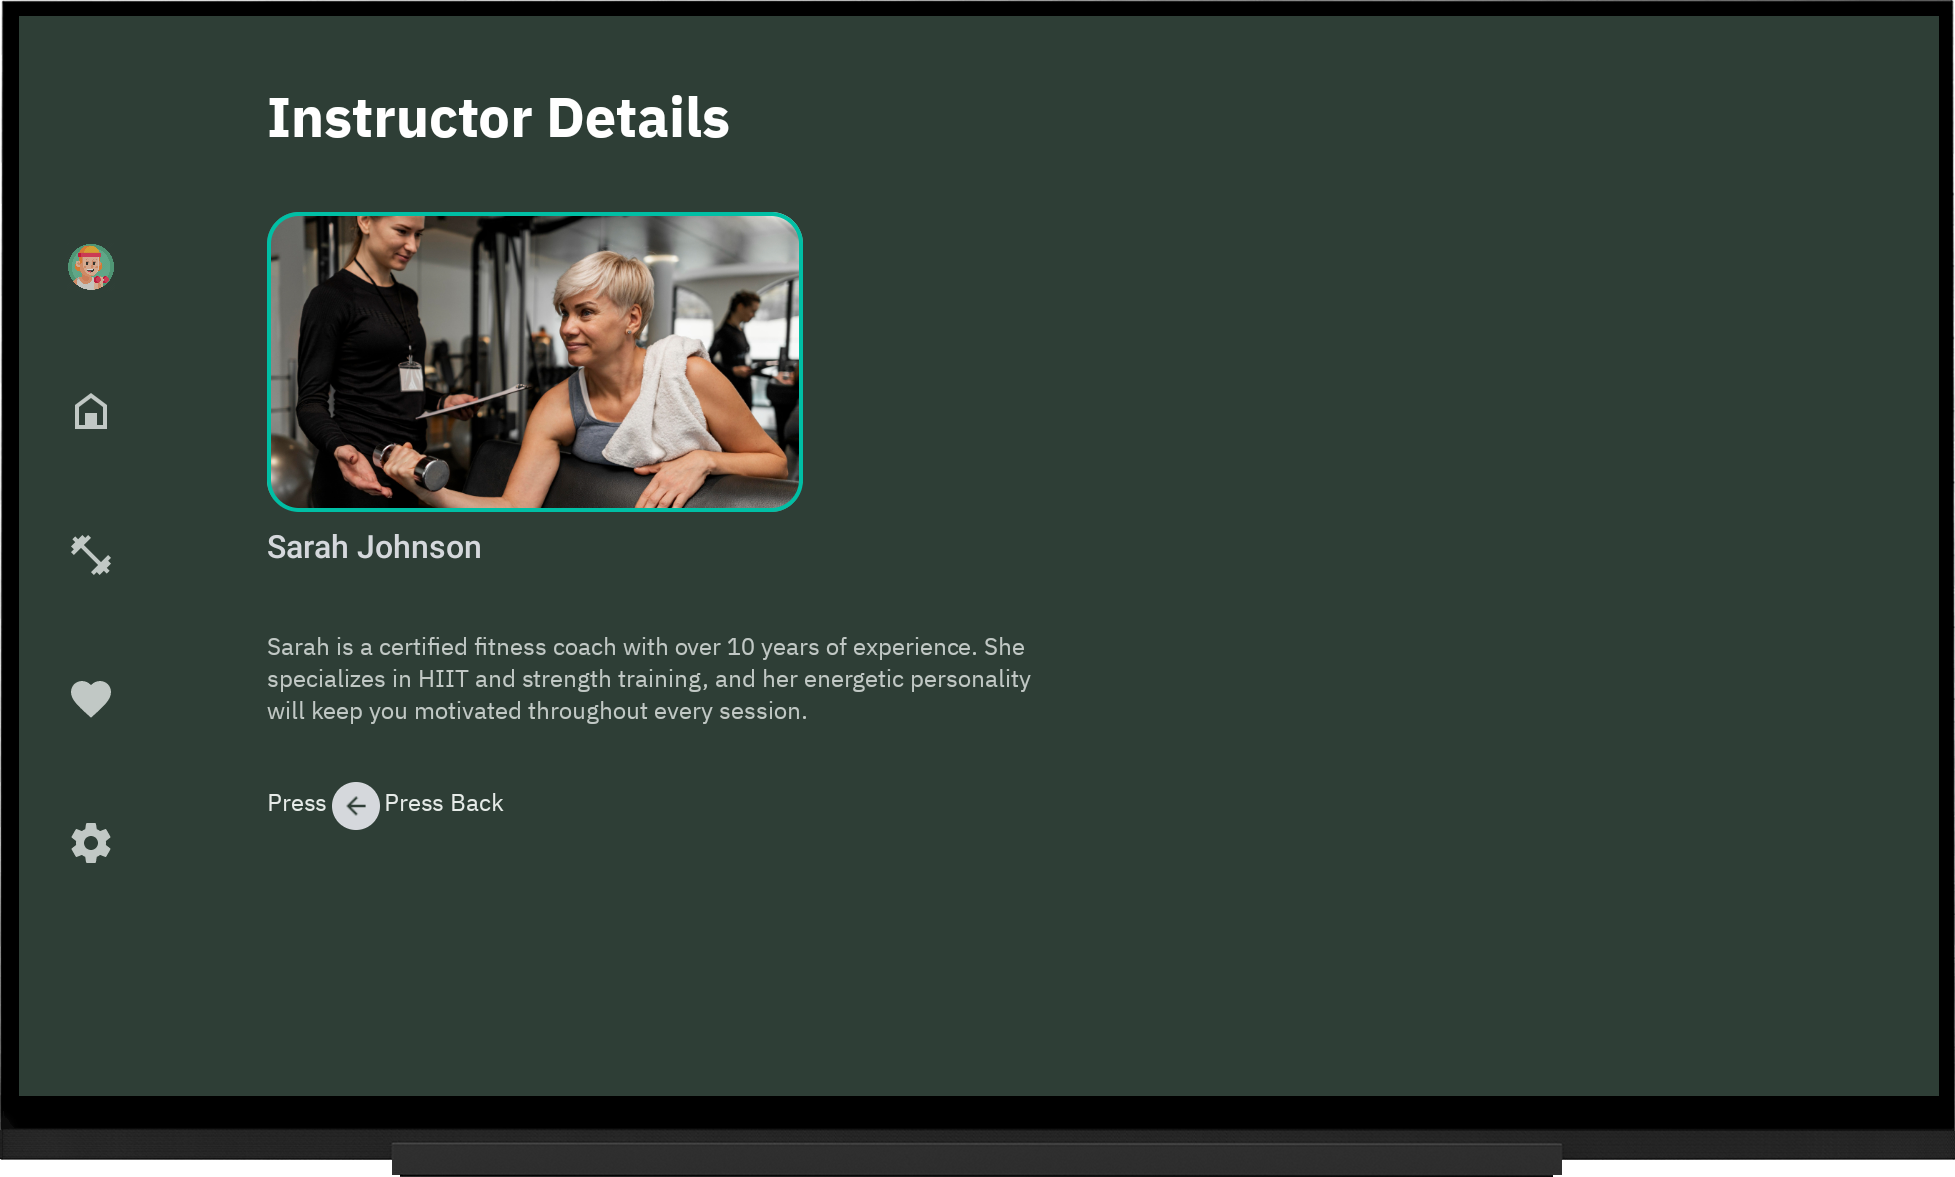 Instructor Details
Sarah Johnson
Sarah is a certified fitness coach with over 10 years of experience. She
specializes in HIIT and strength training, and her energetic personality
will keep you motivated throughout every session.
Press Press Back